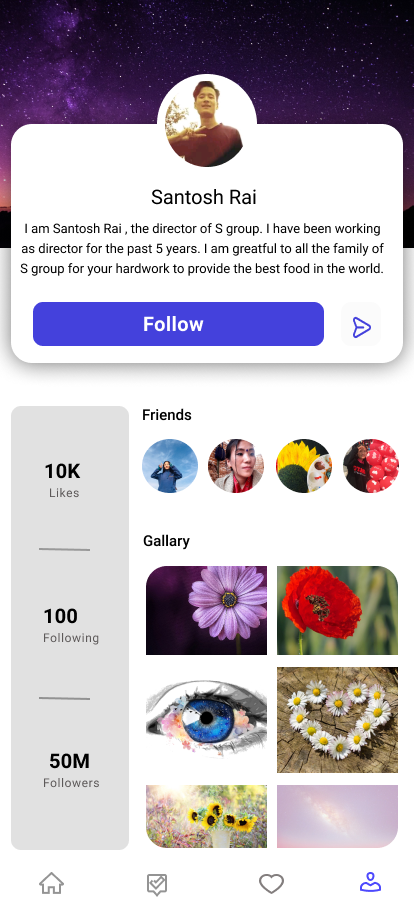 Santosh Rai
I am Santosh Rai , the director of S group. I have been working
as director for the past 5 years. I am greatful to all the family of
S group for your hardwork to provide the best food in the world.
Follow
10K
Likes
100
Following
50M
Followers
Friends
Gallary